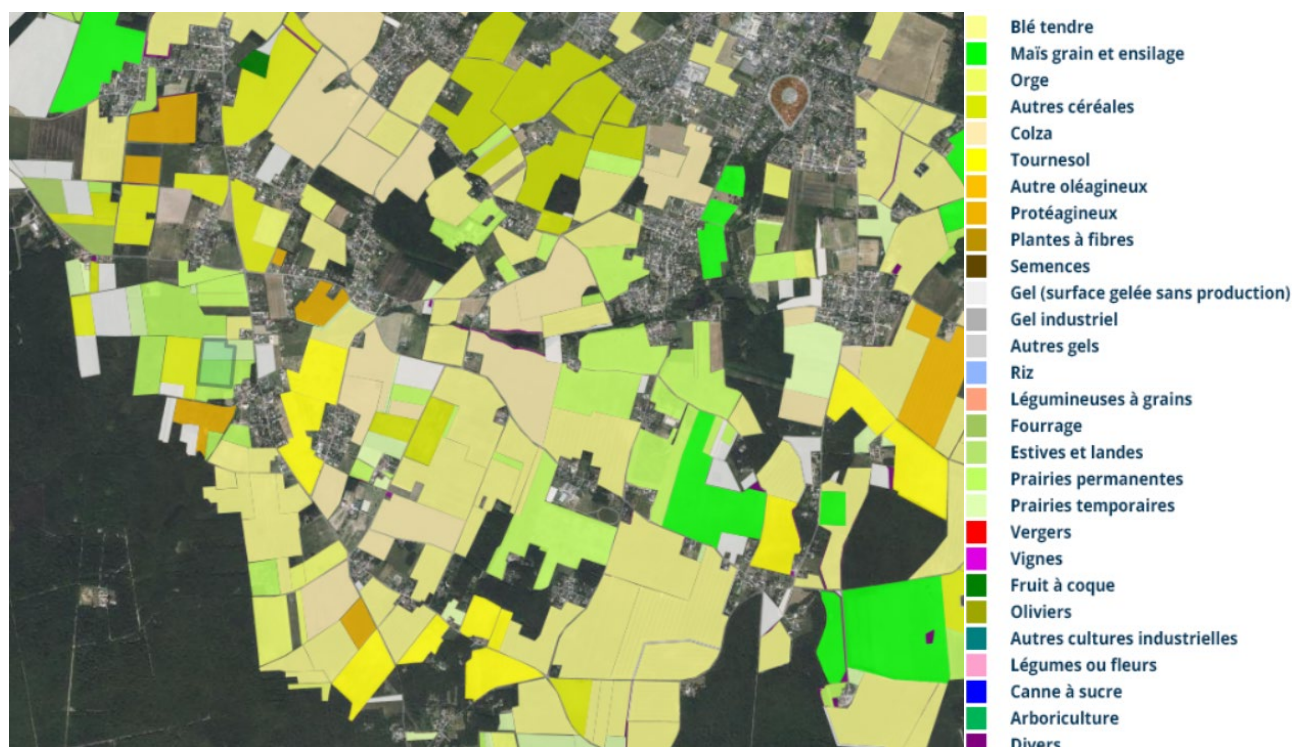 Blé tendre
Maïs grain et ensilage
Orge
Autres céréales
Colza
Tournesol
Autre oléagineux
Protéagineux
Plantes à fibres
Semences
Gel (surface gelée sans production)
Gel industriel
Autres gels
Riz
Légumineuses à grains
Fourrage
Estives et landes
Prairies permanentes
Prairies temporaires
Vergers
Vignes
Fruit à coque
Oliviers
Autres cultures industrielles
Légumes ou fleurs
Canne à sucre
Arboriculture
Divers